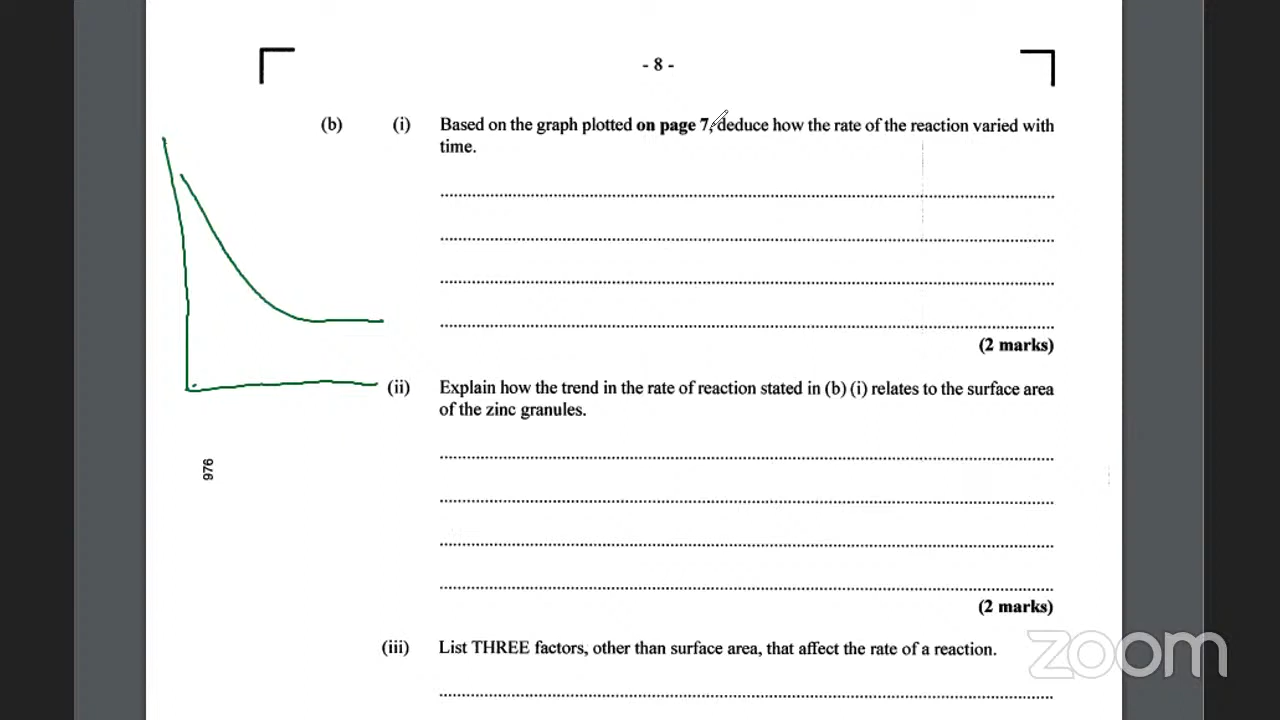 - 8 -
(b) (i) Based on the graph plotted on page 7, deduce how the rate of the reaction varied with
time.
(2 marks)
(ii) Explain how the trend in the rate of reaction stated in (b) (i) relates to the surface area
of the zinc granules.
976
(2 marks)
(iii) List THREE factors, other than surface area, that affect the rate of a reaction.
zoom